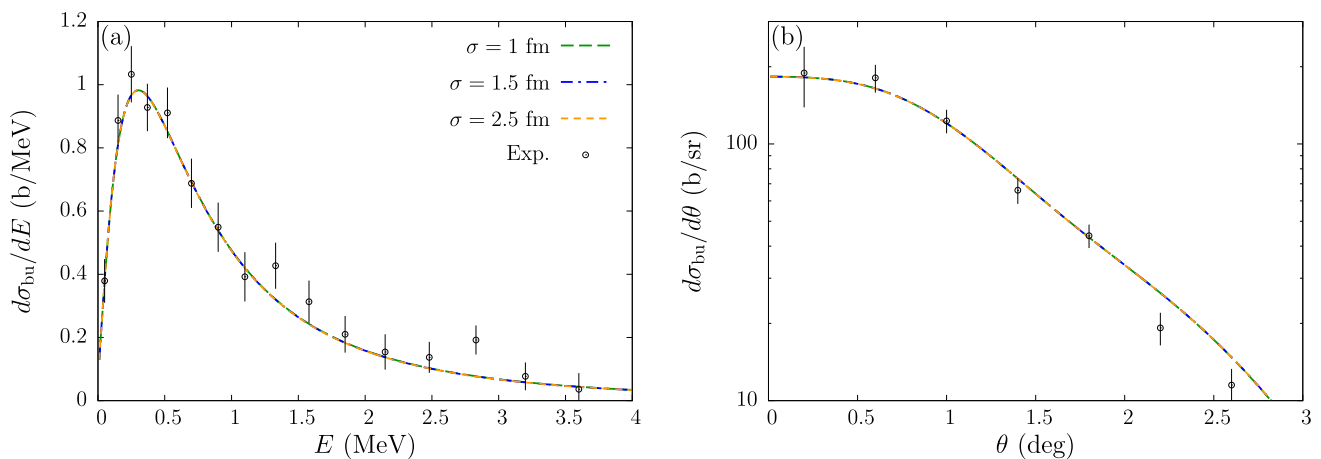 (a)
σ = 1 fm
σ = 1.5 fm
σ = 2.5 fm
Exp.
dσbu/dE (b/MeV)
1.2
1
0.8
0.6
0.4
0.2
0
0 0.5 1 1.5 2 2.5 3 3.5 4
E (MeV)
(b)
dσbu/dθ (b/sr)
100
10
0 0.5 1 1.5 2 2.5 3
θ (deg)